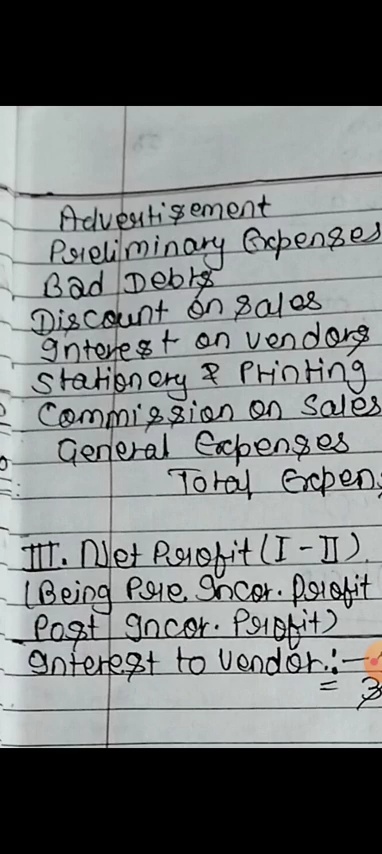 Advertisement
Preliminary Expenses
Bad Debts
Discount on sales
Interest on vendors
Stationery & Printing
Commission on Sales
General Expenses
Total Expen
III. Net Profit (I - II)
(Being Pre. Incor. Profit
Post Incor. Profit)
Interest to vendor:-
= 3